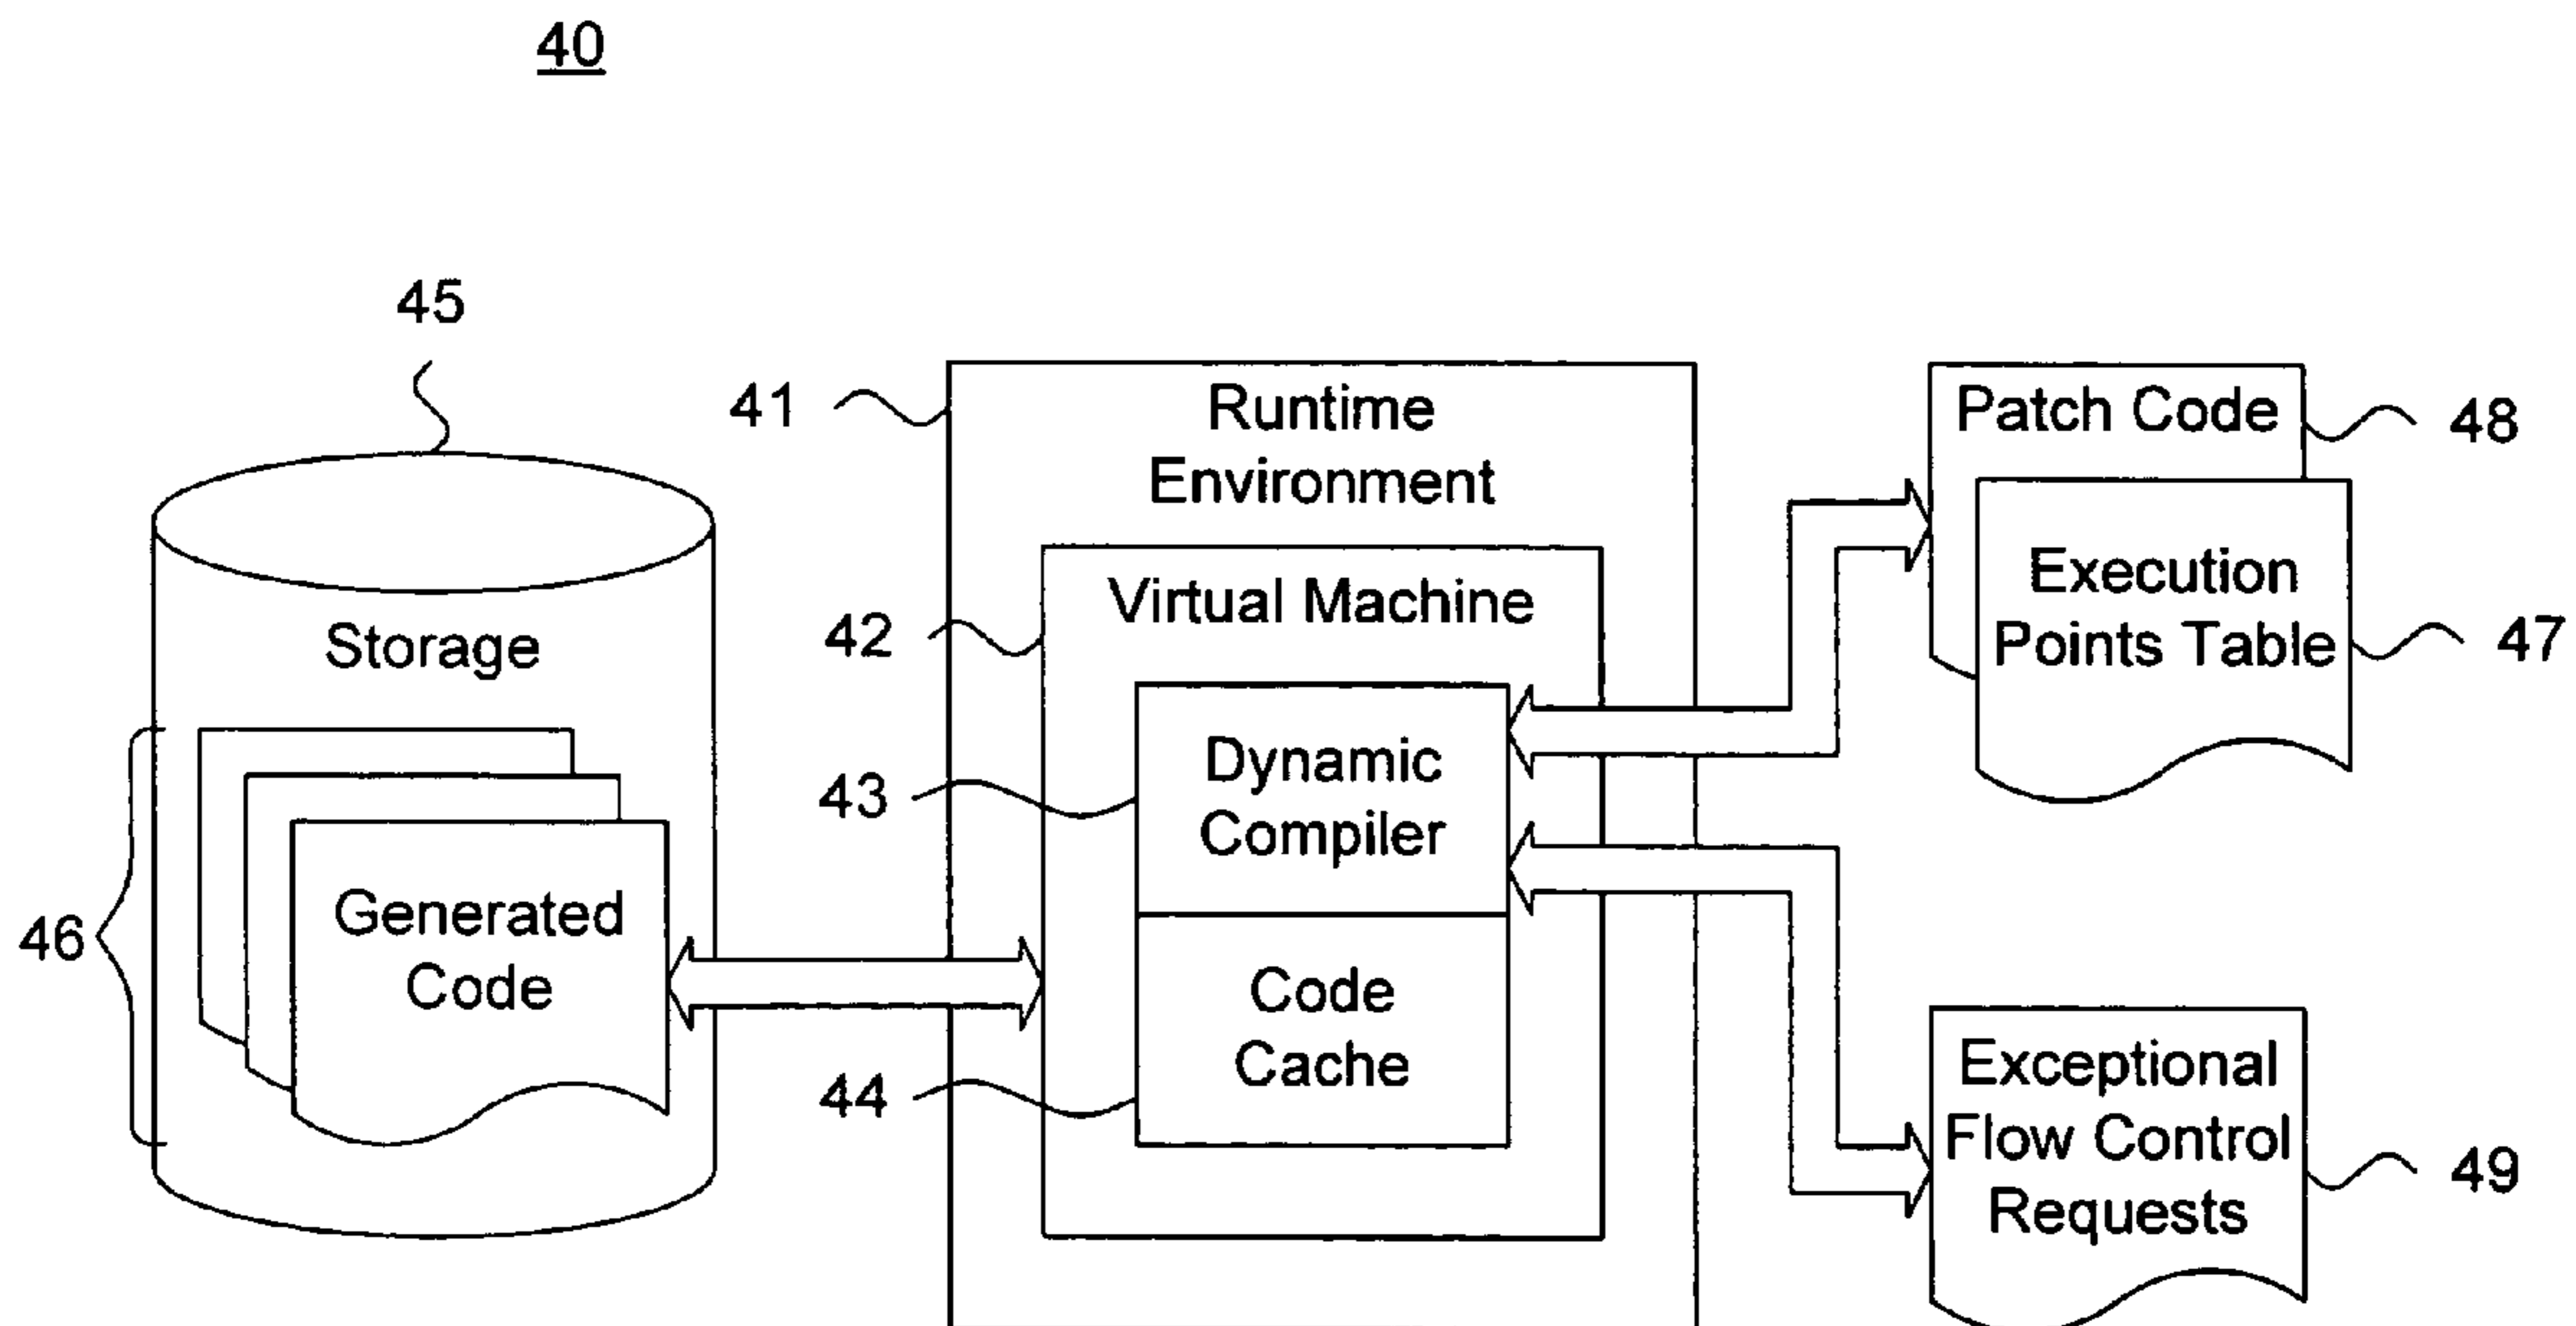 40
45
Storage
46
Generated
Code
41
Runtime
Environment
42
Virtual Machine
43
Dynamic
Compiler
44
Code
Cache
Patch Code
48
Execution
Points Table
47
Exceptional
Flow Control
Requests
49